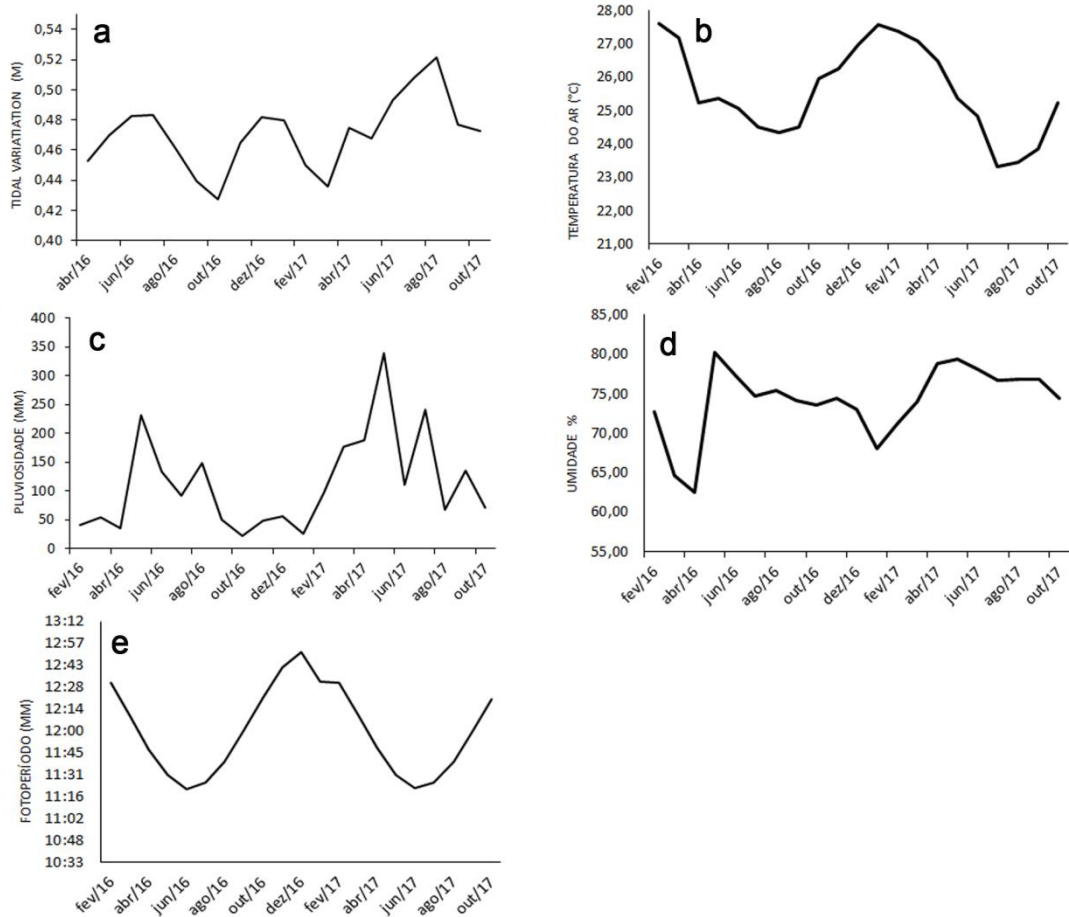 a
TIDAL VARIATIATION (M)
0,54
0,52
0,50
0,48
0,46
0,44
0,42
0,40
abr/16
jun/16
ago/16
out/16
dez/16
fev/17
abr/17
jun/17
ago/17
out/17
b
TEMPERATURA DO AR (°C)
28,00
27,00
26,00
25,00
24,00
23,00
22,00
21,00
fev/16
abr/16
jun/16
ago/16
out/16
dez/16
fev/17
abr/17
jun/17
ago/17
out/17
c
PLUVIOSIDADE (MM)
400
350
300
250
200
150
100
50
0
fev/16
abr/16
jun/16
ago/16
out/16
dez/16
fev/17
abr/17
jun/17
ago/17
out/17
d
UMIDADE %
85,00
80,00
75,00
70,00
65,00
60,00
55,00
fev/16
abr/16
jun/16
ago/16
out/16
dez/16
fev/17
abr/17
jun/17
ago/17
out/17
e
FOTOPERÍODO (MM)
13:12
12:57
12:43
12:28
12:14
12:00
11:45
11:31
11:16
11:02
10:48
10:33
fev/16
abr/16
jun/16
ago/16
out/16
dez/16
fev/17
abr/17
jun/17
ago/17
out/17